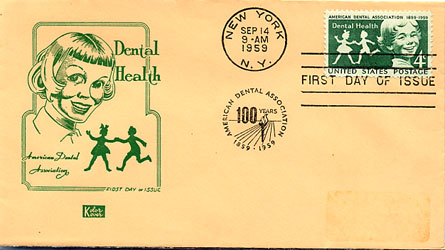 Dental
Health
American Dental
Association
FIRST DAY OF ISSUE
Kolor
Kover
NEW YORK
SEP 14
9-AM
1959
N. Y.
AMERICAN DENTAL ASSOCIATION
100 YEARS
1859 · 1959
AMERICAN DENTAL ASSOCIATION 1859-1959
Dental Health
4¢
UNITED STATES POSTAGE
FIRST DAY OF ISSUE